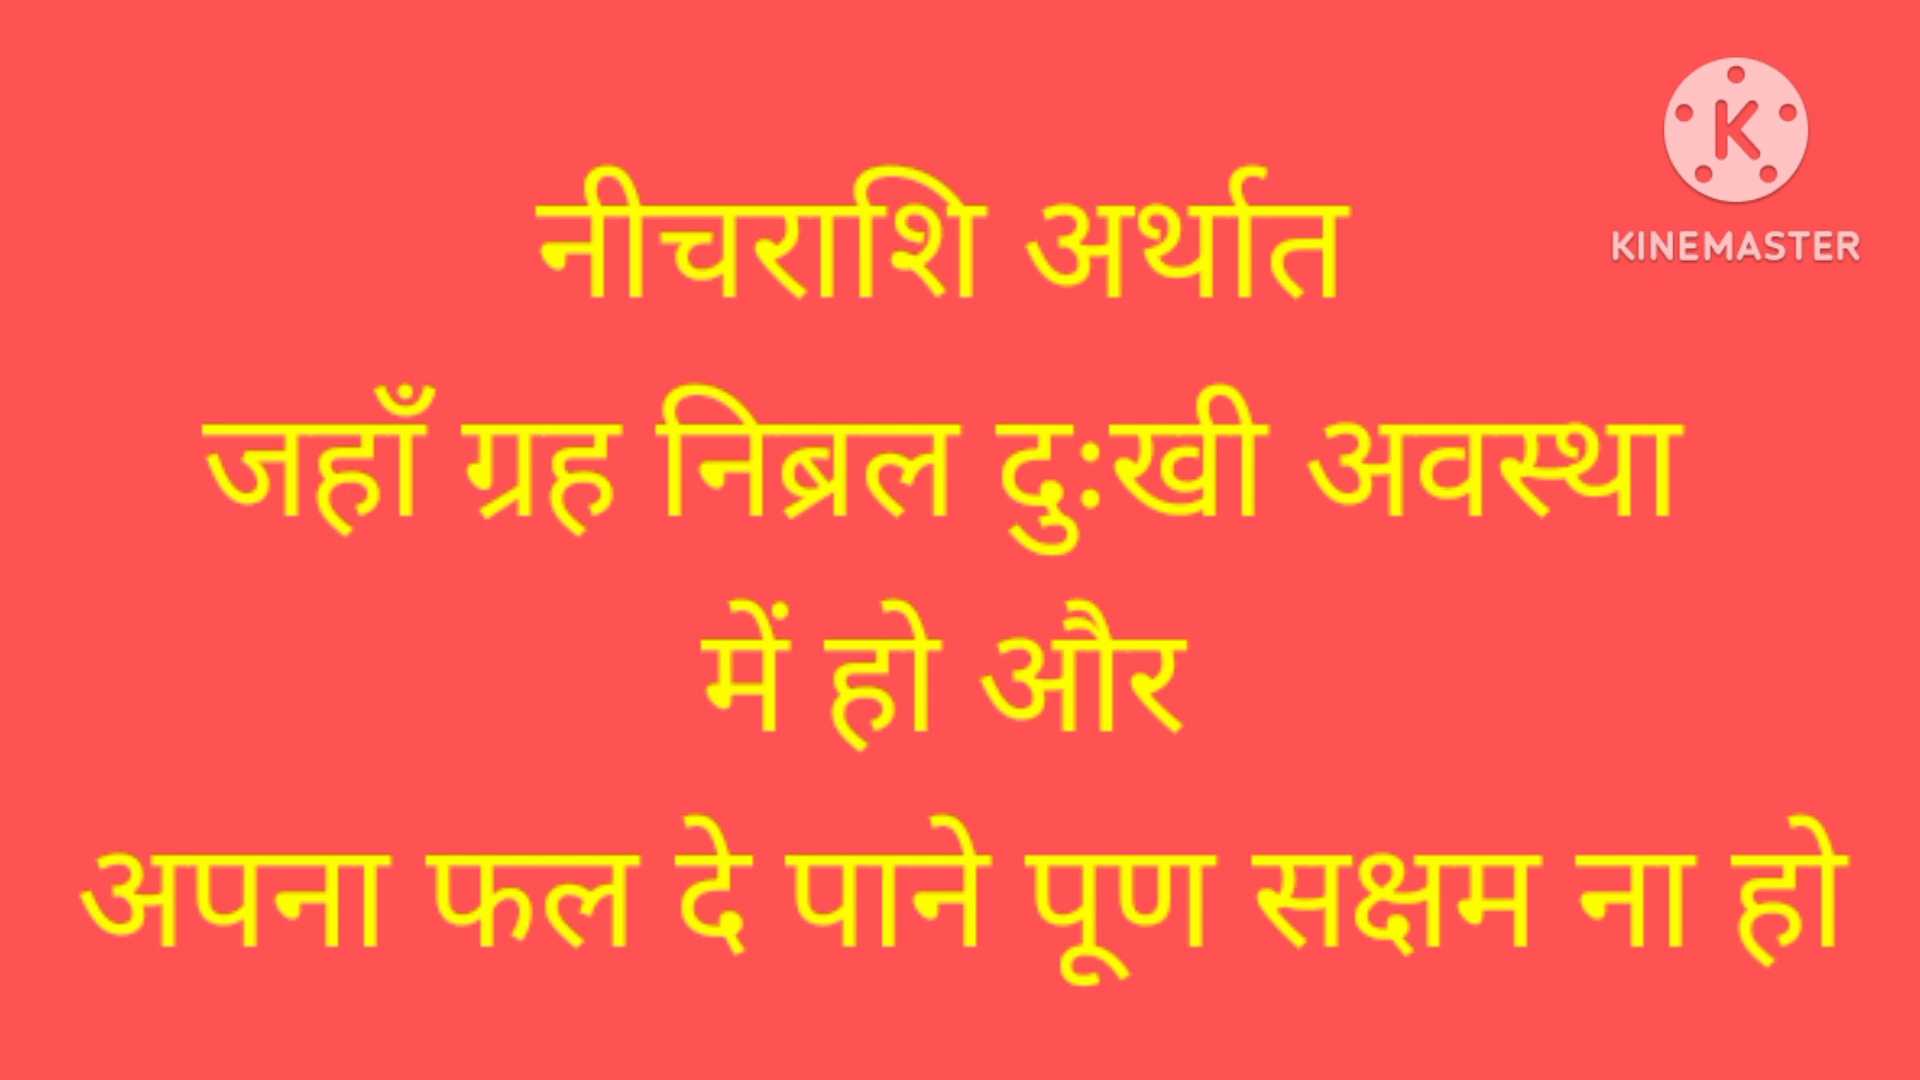 K
KINEMASTER
नीचराशि अर्थात
जहाँ ग्रह निब्रल दुःखी अवस्था
में हो और
अपना फल दे पाने पूण सक्षम ना हो